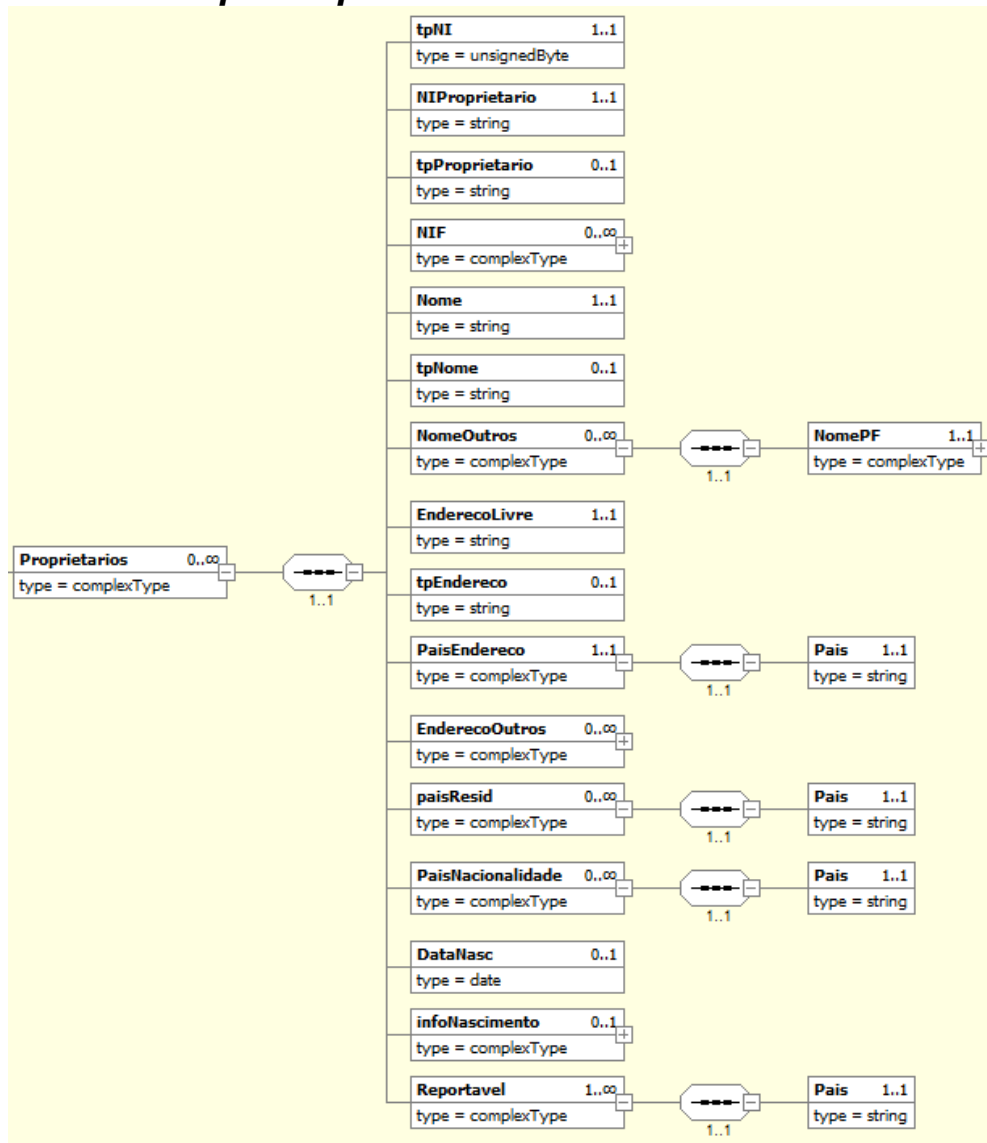 tpNI 1..1
type = unsignedByte
NIProprietario 1..1
type = string
tpProprietario 0..1
type = string
NIF 0..∞
type = complexType
Nome 1..1
type = string
tpNome 0..1
type = string
NomeOutros 0..∞
type = complexType
1..1
NomePF 1..1
type = complexType
EnderecoLivre 1..1
type = string
Proprietarios 0..∞
type = complexType
1..1
tpEndereco 0..1
type = string
PaisEndereco 1..1
type = complexType
1..1
Pais 1..1
type = string
EnderecoOutros 0..∞
type = complexType
paisResid 0..∞
type = complexType
1..1
Pais 1..1
type = string
PaisNacionalidade 0..∞
type = complexType
1..1
Pais 1..1
type = string
DataNasc 0..1
type = date
infoNascimento 0..1
type = complexType
Reportavel 1..∞
type = complexType
1..1
Pais 1..1
type = string